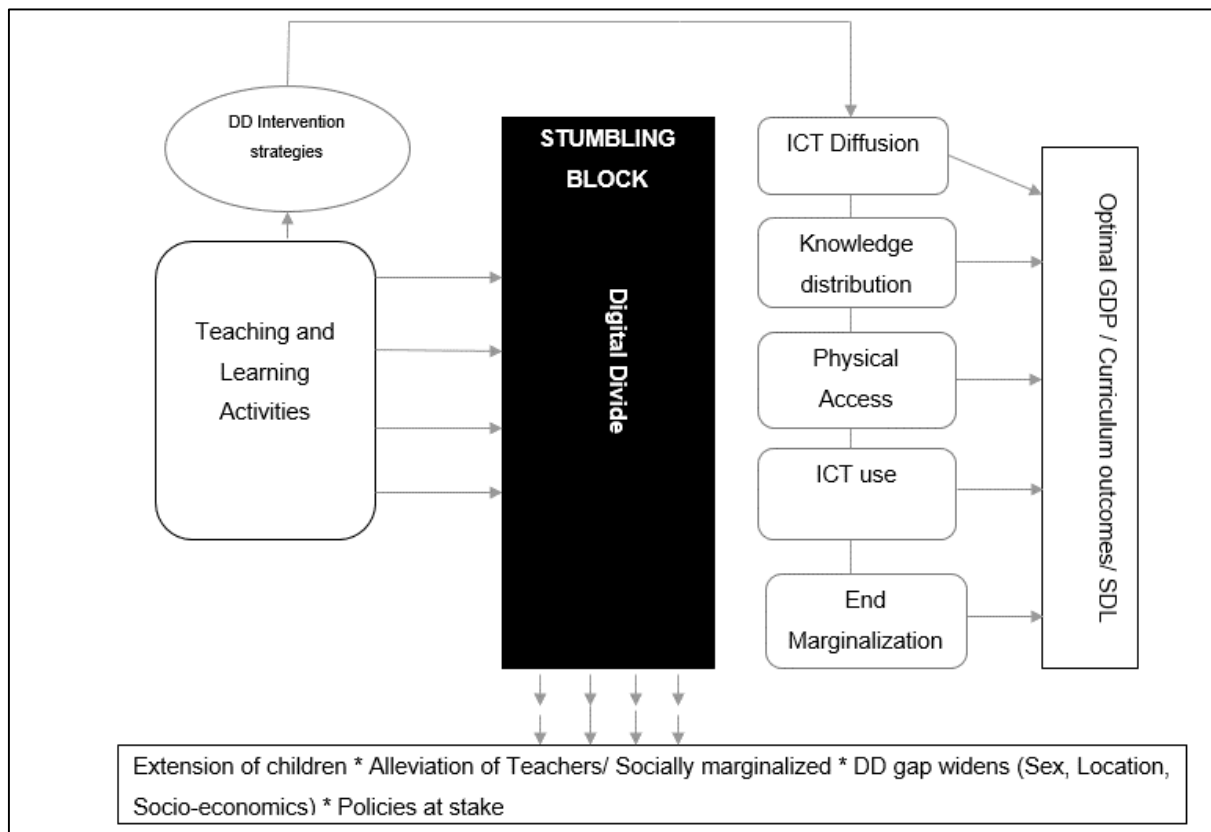 DD Intervention
strategies
Teaching and
Learning
Activities
STUMBLING
BLOCK
Digital Divide
ICT Diffusion
Knowledge
distribution
Physical
Access
ICT use
End
Marginalization
Optimal GDP / Curriculum outcomes/ SDL
Extension of children * Alleviation of Teachers/ Socially marginalized * DD gap widens (Sex, Location,
Socio-economics) * Policies at stake